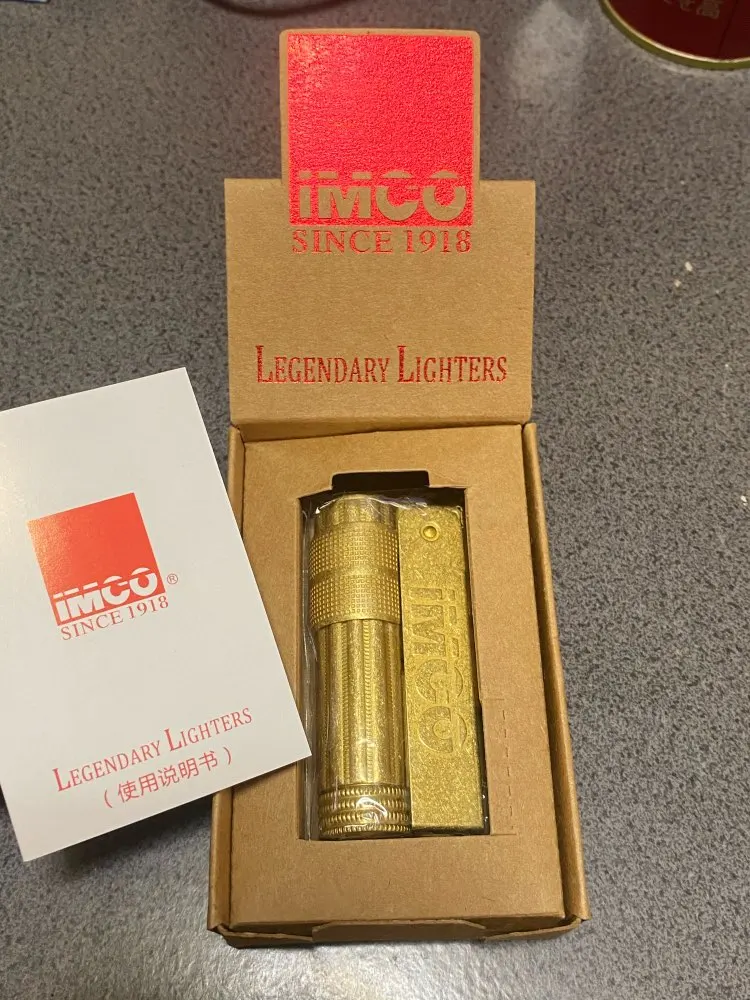 iMCO
SINCE 1918
LEGENDARY LIGHTERS
iMCO®
SINCE 1918
LEGENDARY LIGHTERS
(使用说明书)
iMCO